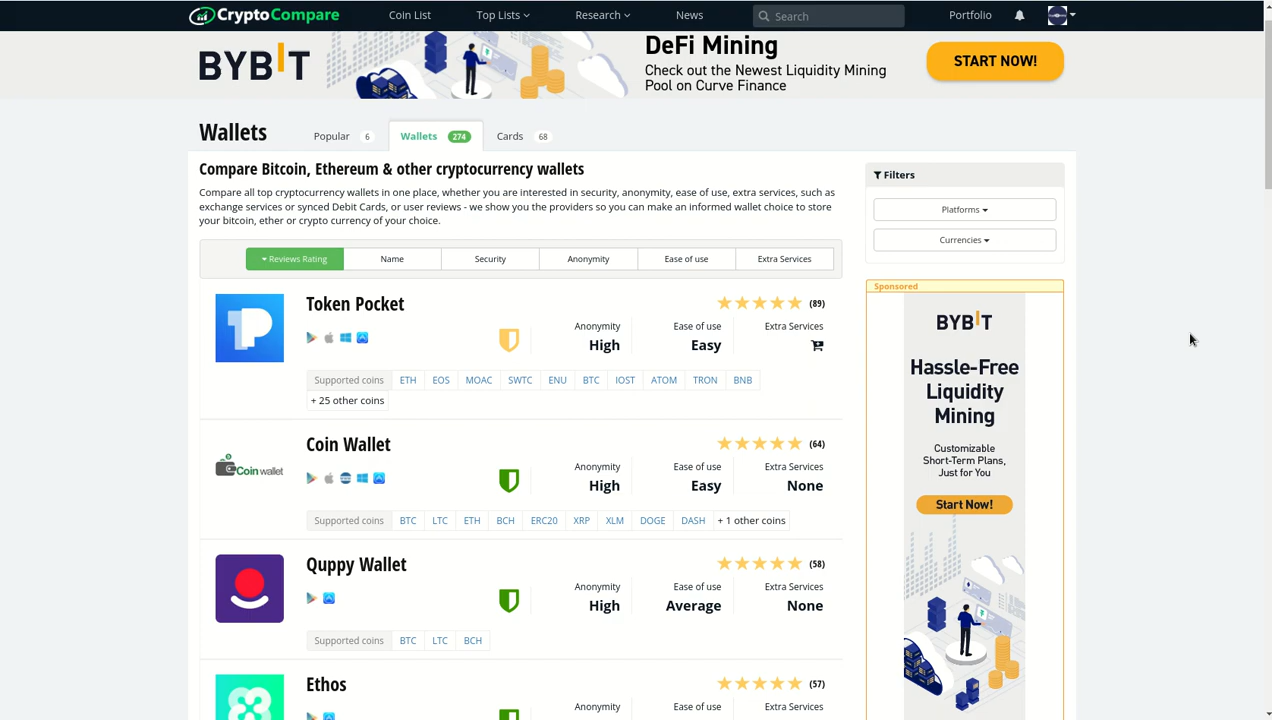 CryptoCompare
Coin List
Top Lists
Research
News
Search
Portfolio
BYBIT
DeFi Mining
Check out the Newest Liquidity Mining
Pool on Curve Finance
START NOW!
Wallets
Popular 6
Wallets 274
Cards 68
Compare Bitcoin, Ethereum & other cryptocurrency wallets
Compare all top cryptocurrency wallets in one place, whether you are interested in security, anonymity, ease of use, extra services, such as
exchange services or synced Debit Cards, or user reviews - we show you the providers so you can make an informed wallet choice to store
your bitcoin, ether or crypto currency of your choice.
Reviews Rating
Name
Security
Anonymity
Ease of use
Extra Services
Token Pocket
(89)
Anonymity
High
Ease of use
Easy
Extra Services
Supported coins ETH EOS MOAC SWTC ENU BTC IOST ATOM TRON BNB
+ 25 other coins
Coin wallet
Coin Wallet
(64)
Anonymity
High
Ease of use
Easy
Extra Services
None
Supported coins BTC LTC ETH BCH ERC20 XRP XLM DOGE DASH + 1 other coins
Quppy Wallet
(58)
Anonymity
High
Ease of use
Average
Extra Services
None
Supported coins BTC LTC BCH
Ethos
(57)
Anonymity
Ease of use
Extra Services
Filters
Platforms
Currencies
Sponsored
BYBIT
Hassle-Free
Liquidity
Mining
Customizable
Short-Term Plans,
Just for You
Start Now!